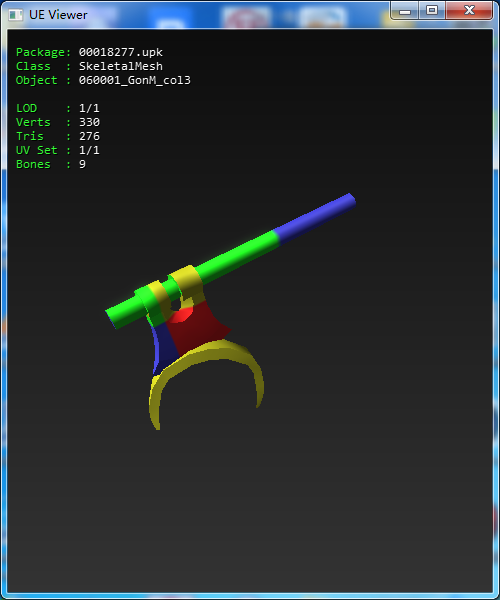 UE Viewer
Package: 00018277.upk
Class : SkeletalMesh
Object : 060001_GonM_col3
LOD : 1/1
Verts : 330
Tris : 276
UV Set : 1/1
Bones : 9